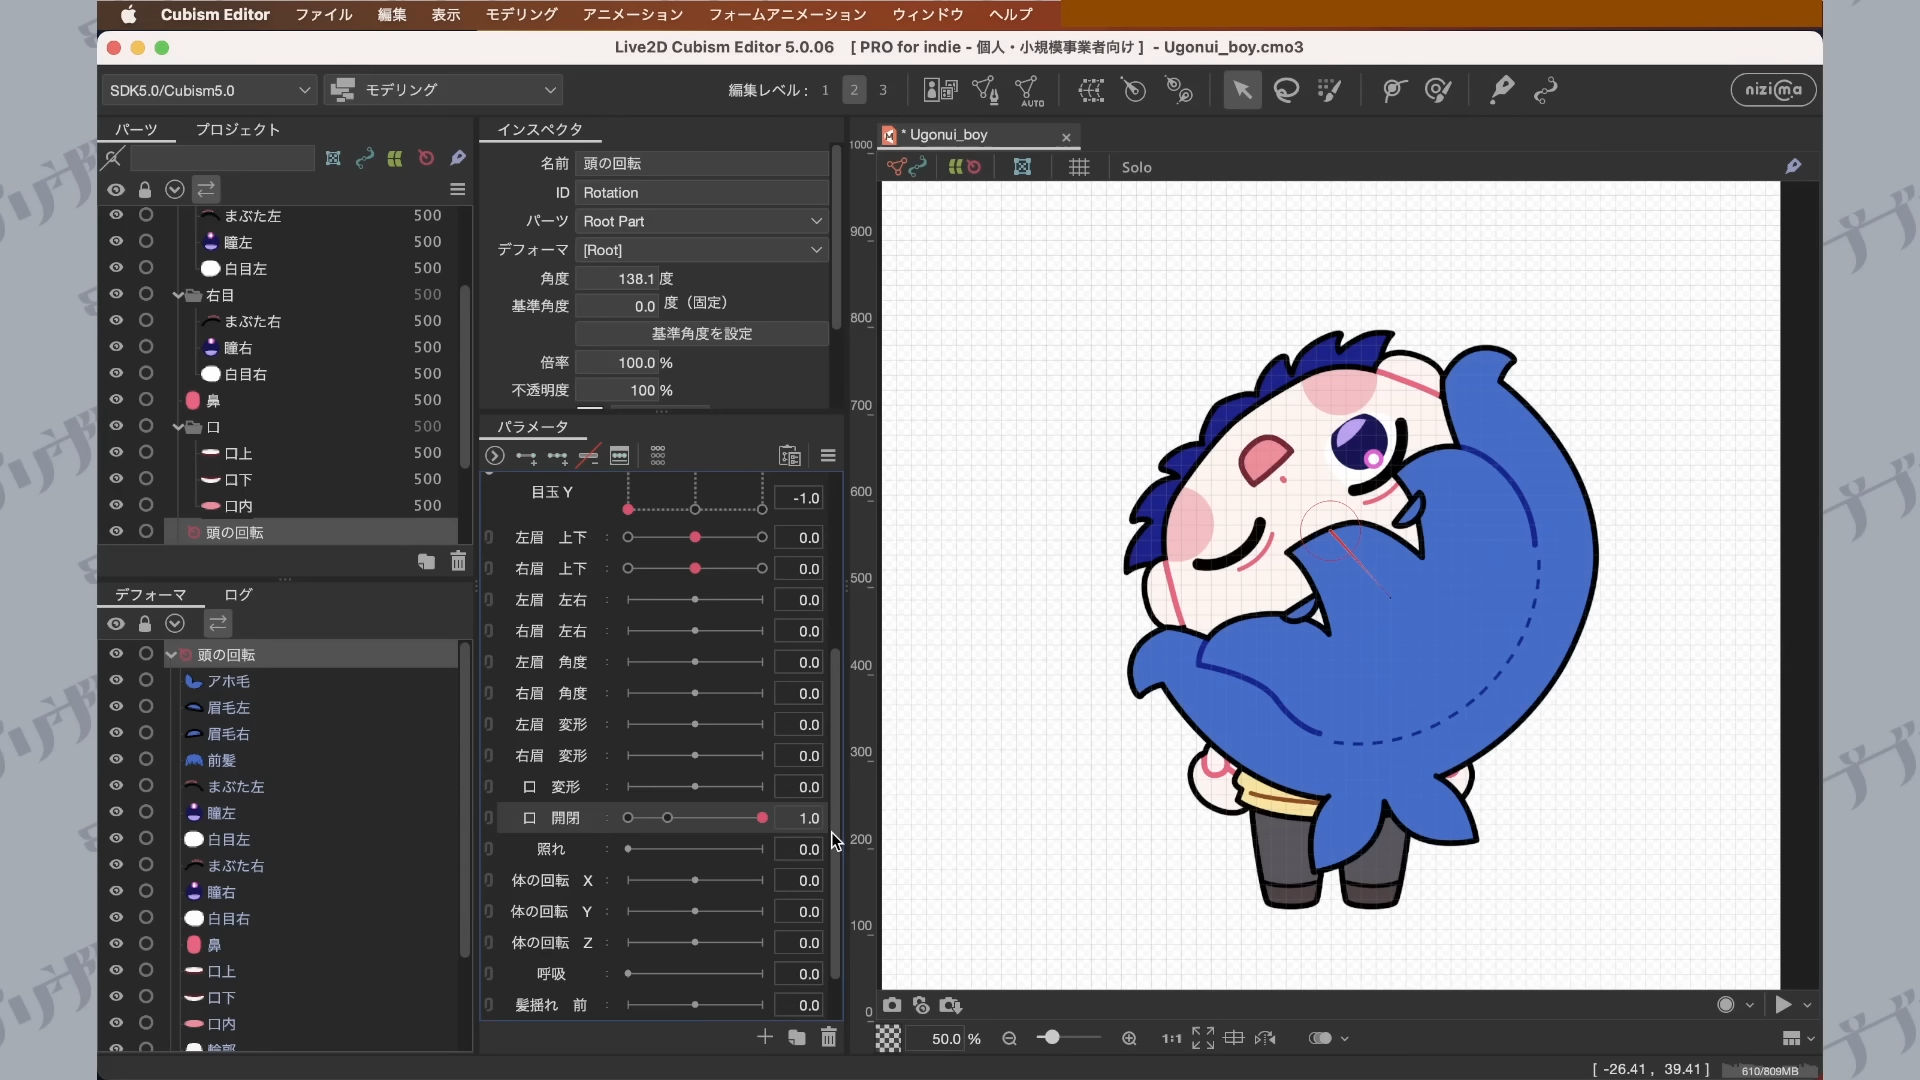 Cubism Editor ファイル 編集 表示 モデリング アニメーション フォームアニメーション ウィンドウ ヘルプ
Live2D Cubism Editor 5.0.06 [ PRO for indie - 個人・小規模事業者向け ] - Ugonui_boy.cmo3
SDK5.0/Cubism5.0
モデリング
編集レベル : 1 2 3
AUTO
nizima
パーツ プロジェクト
まぶた左 500
瞳左 500
白目左 500
右目 500
まぶた右 500
瞳右 500
白目右 500
鼻 500
口 500
口上 500
口下 500
口内 500
頭の回転
デフォーマ ログ
頭の回転
アホ毛
眉毛左
眉毛右
前髪
まぶた左
瞳左
白目左
まぶた右
瞳右
白目右
鼻
口上
口下
口内
輪郭
インスペクタ
名前 頭の回転
ID Rotation
パーツ Root Part
デフォーマ [Root]
角度 138.1 度
基準角度 0.0 度（固定）
基準角度を設定
倍率 100.0 %
不透明度 100 %
パラメータ
目玉 Y -1.0
左眉 上下 : 0.0
右眉 上下 : 0.0
左眉 左右 : 0.0
右眉 左右 : 0.0
左眉 角度 : 0.0
右眉 角度 : 0.0
左眉 変形 : 0.0
右眉 変形 : 0.0
口 変形 : 0.0
口 開閉 : 1.0
照れ : 0.0
体の回転 X : 0.0
体の回転 Y : 0.0
体の回転 Z : 0.0
呼吸 : 0.0
髪揺れ 前 : 0.0
* Ugonui_boy
Solo
1000
900
800
700
600
500
400
300
200
100
0
50.0 %
1:1
[ -26.41 , 39.41 ]
610/809MB